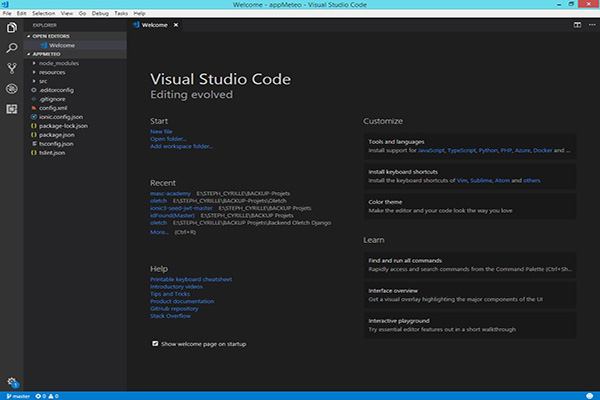 Welcome - appMeteo - Visual Studio Code
File Edit Selection View Go Debug Tasks Help
EXPLORER
OPEN EDITORS
Welcome
APPMETEO
node_modules
resources
src
.editorconfig
.gitignore
config.xml
ionic.config.json
package-lock.json
package.json
tsconfig.json
tslint.json
Welcome
Visual Studio Code
Editing evolved
Start
New file
Open folder...
Add workspace folder...
Recent
masc-academy E:\STEPH_CYRILLE\BACKUP-Projets
oletch E:\STEPH_CYRILLE\BACKUP-Projets\Oletch
ionic3-seed-jwt-master E:\STEPH_CYRILLE\BACKUP Projets
idFound(Master) E:\STEPH_CYRILLE\BACKUP Projets
oletch E:\STEPH_CYRILLE\BACKUP-Projets\Backend Oletch Django
More... (Ctrl+R)
Help
Printable keyboard cheatsheet
Introductory videos
Tips and Tricks
Product documentation
GitHub repository
Stack Overflow
Show welcome page on startup
Customize
Tools and languages
Install support for JavaScript, TypeScript, Python, PHP, Azure, Docker and ...
Install keyboard shortcuts
Install the keyboard shortcuts of Vim, Sublime, Atom and others
Color theme
Make the editor and your code look the way you love
Learn
Find and run all commands
Rapidly access and search commands from the Command Palette (Ctrl+Sh...
Interface overview
Get a visual overlay highlighting the major components of the UI
Interactive playground
Try essential editor features out in a short walkthrough
1
master 0 0